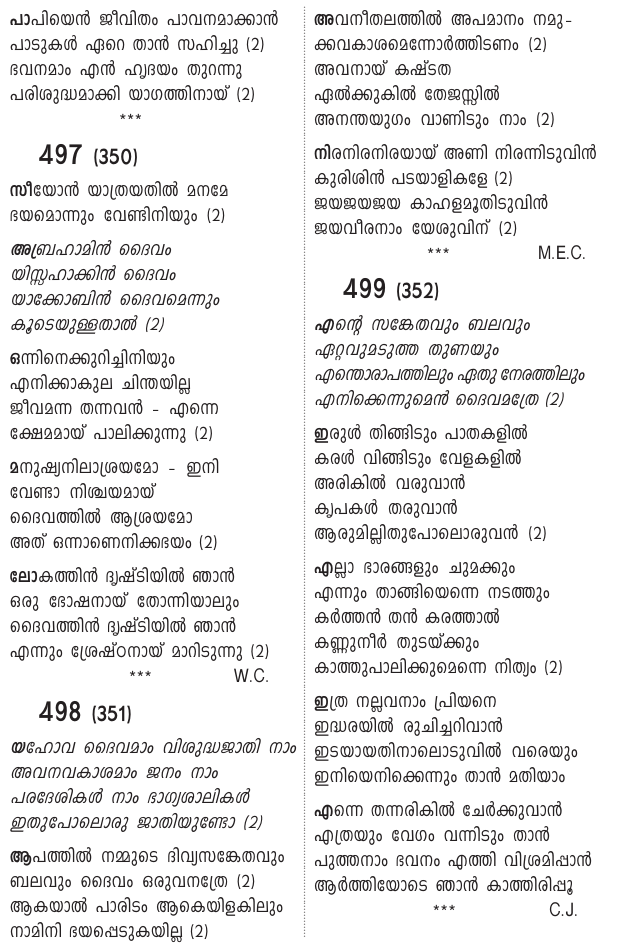 പാപിയെൻ ജീവിതം പാവനമാക്കാൻ
പാടുകൾ ഏറെ താൻ സഹിച്ചു (2)
ഭവനമാം എൻ ഹൃദയം തുറന്നു
പരിശുദ്ധമാക്കി യാഗത്തിനായ് (2)
***
497 (350)
സീയോൻ യാത്രയതിൽ മനമേ
ഭയമൊന്നും വേണ്ടിനിയും (2)
അബ്രഹാമിൻ ദൈവം
യിസ്സഹാക്കിൻ ദൈവം
യാക്കോബിൻ ദൈവമെന്നും
കൂടെയുള്ളതാൽ (2)
ഒന്നിനെക്കുറിച്ചിനിയും
എനിക്കാകുല ചിന്തയില്ല
ജീവമന്ന തന്നവൻ - എന്നെ
ക്ഷേമമായ് പാലിക്കുന്നു (2)
മനുഷ്യനിലാശ്രയമോ - ഇനി
വേണ്ടാ നിശ്ചയമായ്
ദൈവത്തിൽ ആശ്രയമോ
അത് ഒന്നാണെനിക്കഭയം (2)
ലോകത്തിൻ ദൃഷ്ടിയിൽ ഞാൻ
ഒരു ഭോഷനായ് തോന്നിയാലും
ദൈവത്തിൻ ദൃഷ്ടിയിൽ ഞാൻ
എന്നും ശ്രേഷ്ഠനായ് മാറിടുന്നു (2)
*** W.C.
498 (351)
യഹോവ ദൈവമാം വിശുദ്ധജാതി നാം
അവനവകാശമാം ജനം നാം
പരദേശികൾ നാം ഭാഗ്യശാലികൾ
ഇതുപോലൊരു ജാതിയുണ്ടോ (2)
ആപത്തിൽ നമ്മുടെ ദിവ്യസങ്കേതവും
ബലവും ദൈവം ഒരുവനത്രേ (2)
ആകയാൽ പാരിടം ആകെയിളകിലും
നാമിനി ഭയപ്പെടുകയില്ല (2)
അവനീതലത്തിൽ അപമാനം നമു-
ക്കവകാശമെന്നോർത്തിടണം (2)
അവനായ് കഷ്ടത
ഏൽക്കുകിൽ തേജസ്സിൽ
അനന്തയുഗം വാണിടും നാം (2)
നിരനിരനിരയായ് അണി നിരന്നിടുവിൻ
കുരിശിൻ പടയാളികളേ (2)
ജയജയജയ കാഹളമൂതിടുവിൻ
ജയവീരനാം യേശുവിന് (2)
*** M.E.C.
499 (352)
എന്റെ സങ്കേതവും ബലവും
ഏറ്റവുമടുത്ത തുണയും
എന്തൊരാപത്തിലും ഏതു നേരത്തിലും
എനിക്കെന്നുമെൻ ദൈവമത്രേ (2)
ഇരുൾ തിങ്ങിടും പാതകളിൽ
കരൾ വിങ്ങിടും വേളകളിൽ
അരികിൽ വരുവാൻ
കൃപകൾ തരുവാൻ
ആരുമില്ലിതുപോലൊരുവൻ (2)
എല്ലാ ഭാരങ്ങളും ചുമക്കും
എന്നും താങ്ങിയെന്നെ നടത്തും
കർത്തൻ തൻ കരത്താൽ
കണ്ണുനീർ തുടയ്ക്കും
കാത്തുപാലിക്കുമെന്നെ നിത്യം (2)
ഇത്ര നല്ലവനാം പ്രിയനെ
ഇദ്ധരയിൽ രുചിച്ചറിവാൻ
ഇടയായതിനാലൊടുവിൽ വരെയും
ഇനിയെനിക്കെന്നും താൻ മതിയാം
എന്നെ തന്നരികിൽ ചേർക്കുവാൻ
എത്രയും വേഗം വന്നിടും താൻ
പുത്തനാം ഭവനം എത്തി വിശ്രമിപ്പാൻ
ആർത്തിയോടെ ഞാൻ കാത്തിരിപ്പൂ
*** C.J.